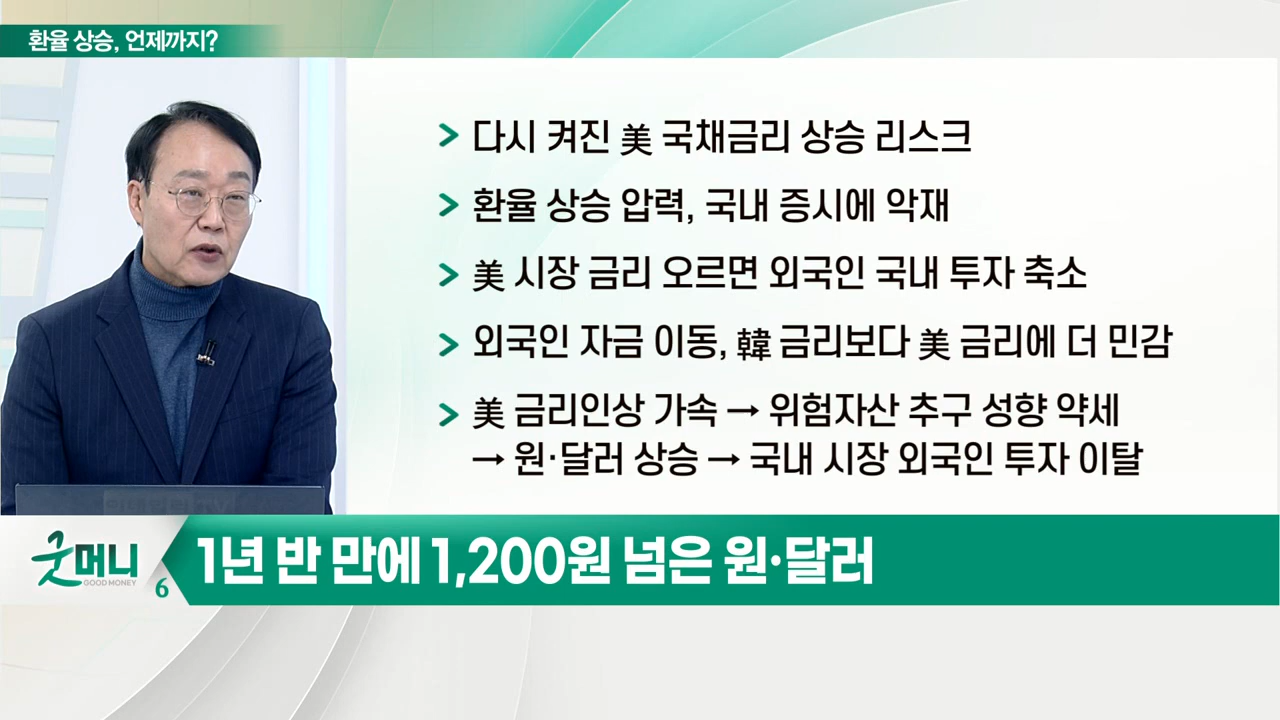 환율 상승, 언제까지?
> 다시 켜진 美 국채금리 상승 리스크
> 환율 상승 압력, 국내 증시에 악재
> 美 시장 금리 오르면 외국인 국내 투자 축소
> 외국인 자금 이동, 韓 금리보다 美 금리에 더 민감
> 美 금리인상 가속 → 위험자산 추구 성향 약세
→ 원·달러 상승 → 국내 시장 외국인 투자 이탈
굿머니
GOOD MONEY
6
1년 반 만에 1,200원 넘은 원·달러